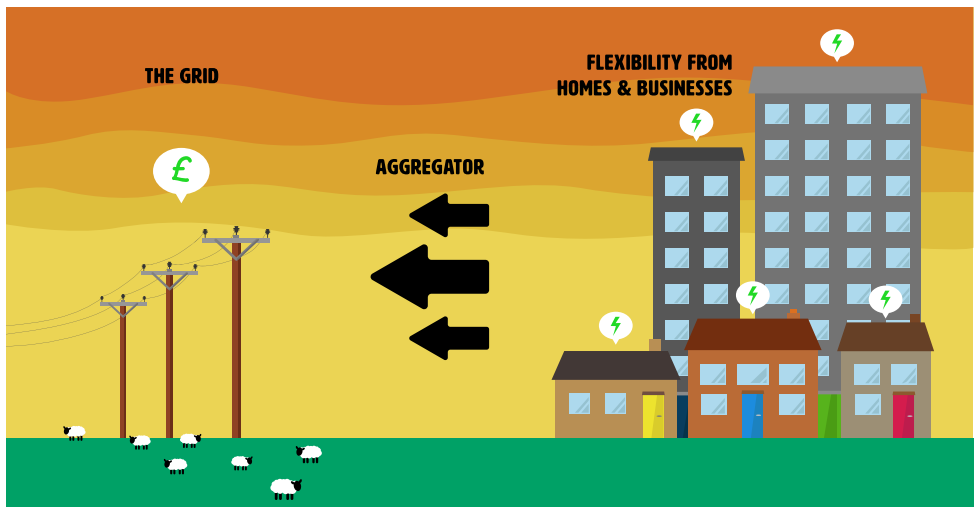 THE GRID
FLEXIBILITY FROM
HOMES & BUSINESSES
£
AGGREGATOR